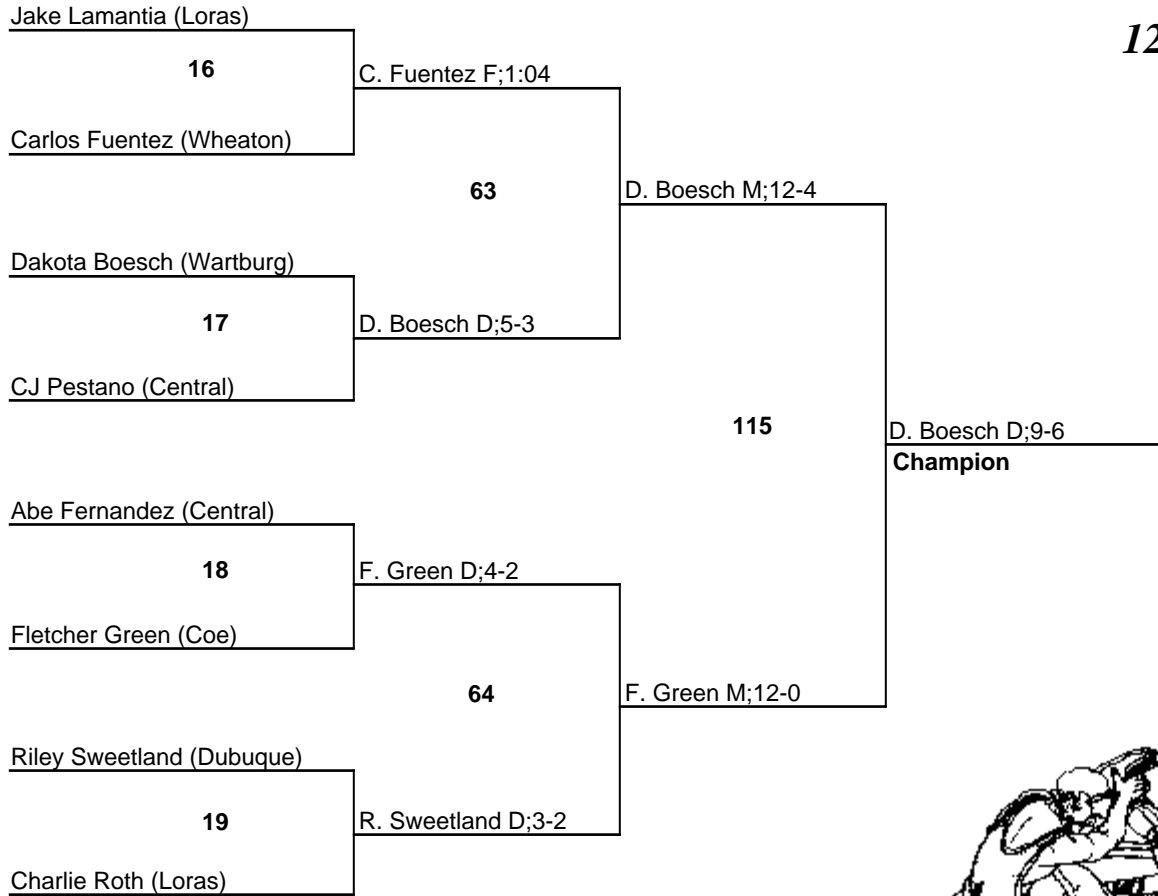 Jake Lamantia (Loras)
12
16
C. Fuentez F;1:04
Carlos Fuentez (Wheaton)
63
D. Boesch M;12-4
Dakota Boesch (Wartburg)
17
D. Boesch D;5-3
CJ Pestano (Central)
115
D. Boesch D;9-6
Champion
Abe Fernandez (Central)
18
F. Green D;4-2
Fletcher Green (Coe)
64
F. Green M;12-0
Riley Sweetland (Dubuque)
19
R. Sweetland D;3-2
Charlie Roth (Loras)